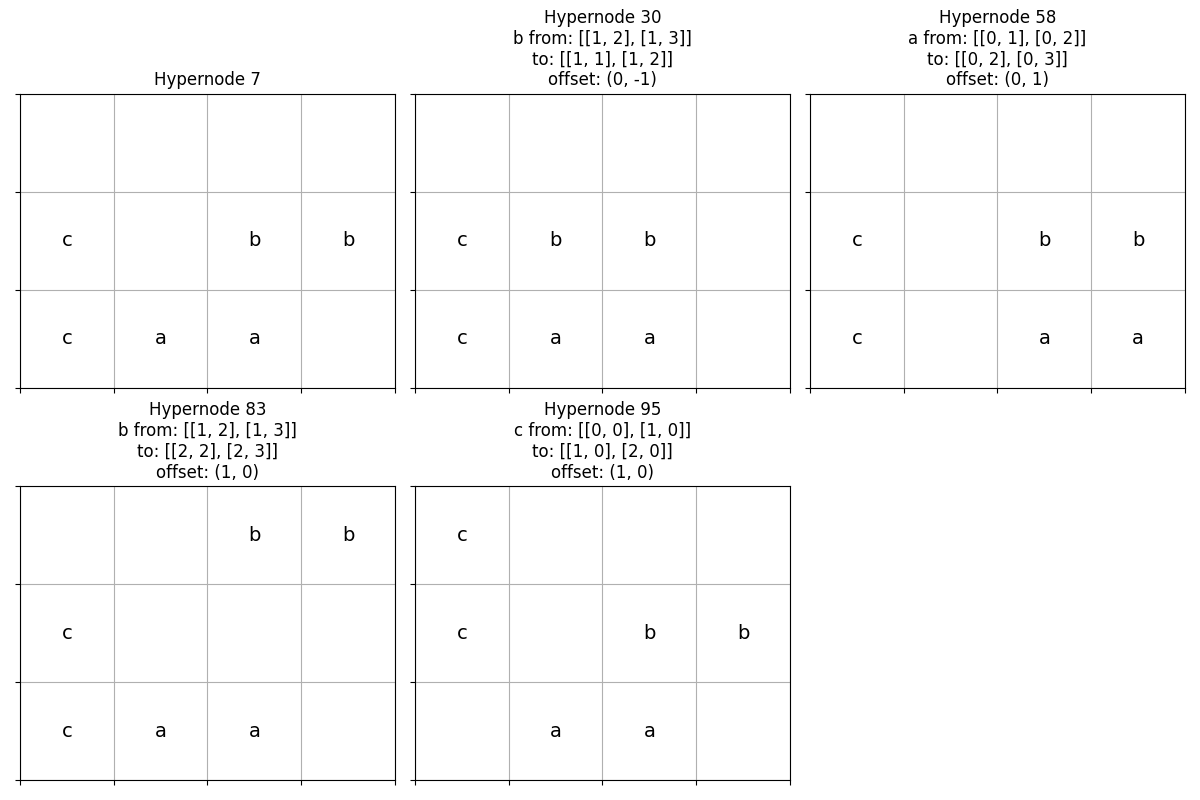 Hypernode 7
c b b
c a a
Hypernode 30
b from: [[1, 2], [1, 3]]
to: [[1, 1], [1, 2]]
offset: (0, -1)
c b b
c a a
Hypernode 58
a from: [[0, 1], [0, 2]]
to: [[0, 2], [0, 3]]
offset: (0, 1)
c b b
c a a
Hypernode 83
b from: [[1, 2], [1, 3]]
to: [[2, 2], [2, 3]]
offset: (1, 0)
b b
c
c a a
Hypernode 95
c from: [[0, 0], [1, 0]]
to: [[1, 0], [2, 0]]
offset: (1, 0)
c
c b b
a a